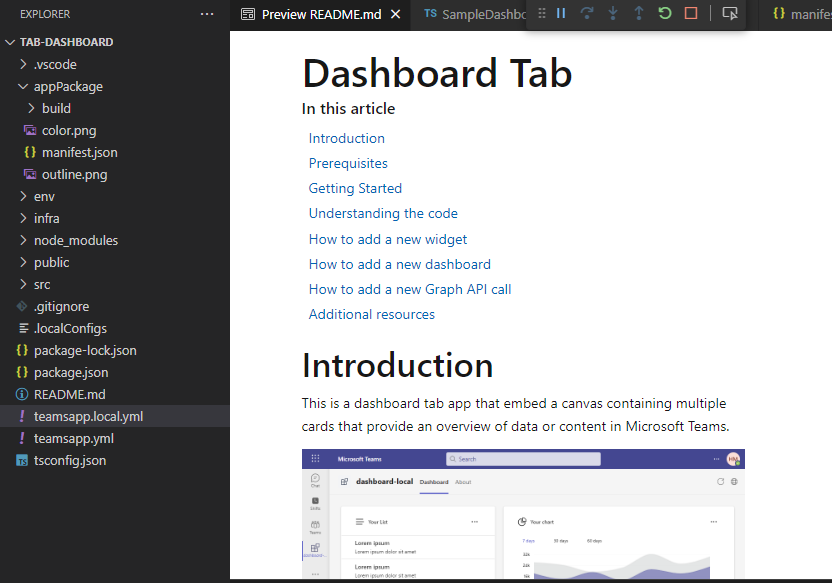 EXPLORER
TAB-DASHBOARD
.vscode
appPackage
build
color.png
manifest.json
outline.png
env
infra
node_modules
public
src
.gitignore
.localConfigs
package-lock.json
package.json
README.md
teamsapp.local.yml
teamsapp.yml
tsconfig.json
Preview README.md
TS SampleDashbo
manifes
Dashboard Tab
In this article
Introduction
Prerequisites
Getting Started
Understanding the code
How to add a new widget
How to add a new dashboard
How to add a new Graph API call
Additional resources
Introduction
This is a dashboard tab app that embed a canvas containing multiple
cards that provide an overview of data or content in Microsoft Teams.
Microsoft Teams
Search
Chat
Teams
dashboard-local Dashboard About
Your List
Lorem ipsum
Lorem ipsum dolor sit amet
Lorem ipsum
Lorem ipsum dolor sit amet
Your chart
7 days 30 days 60 days